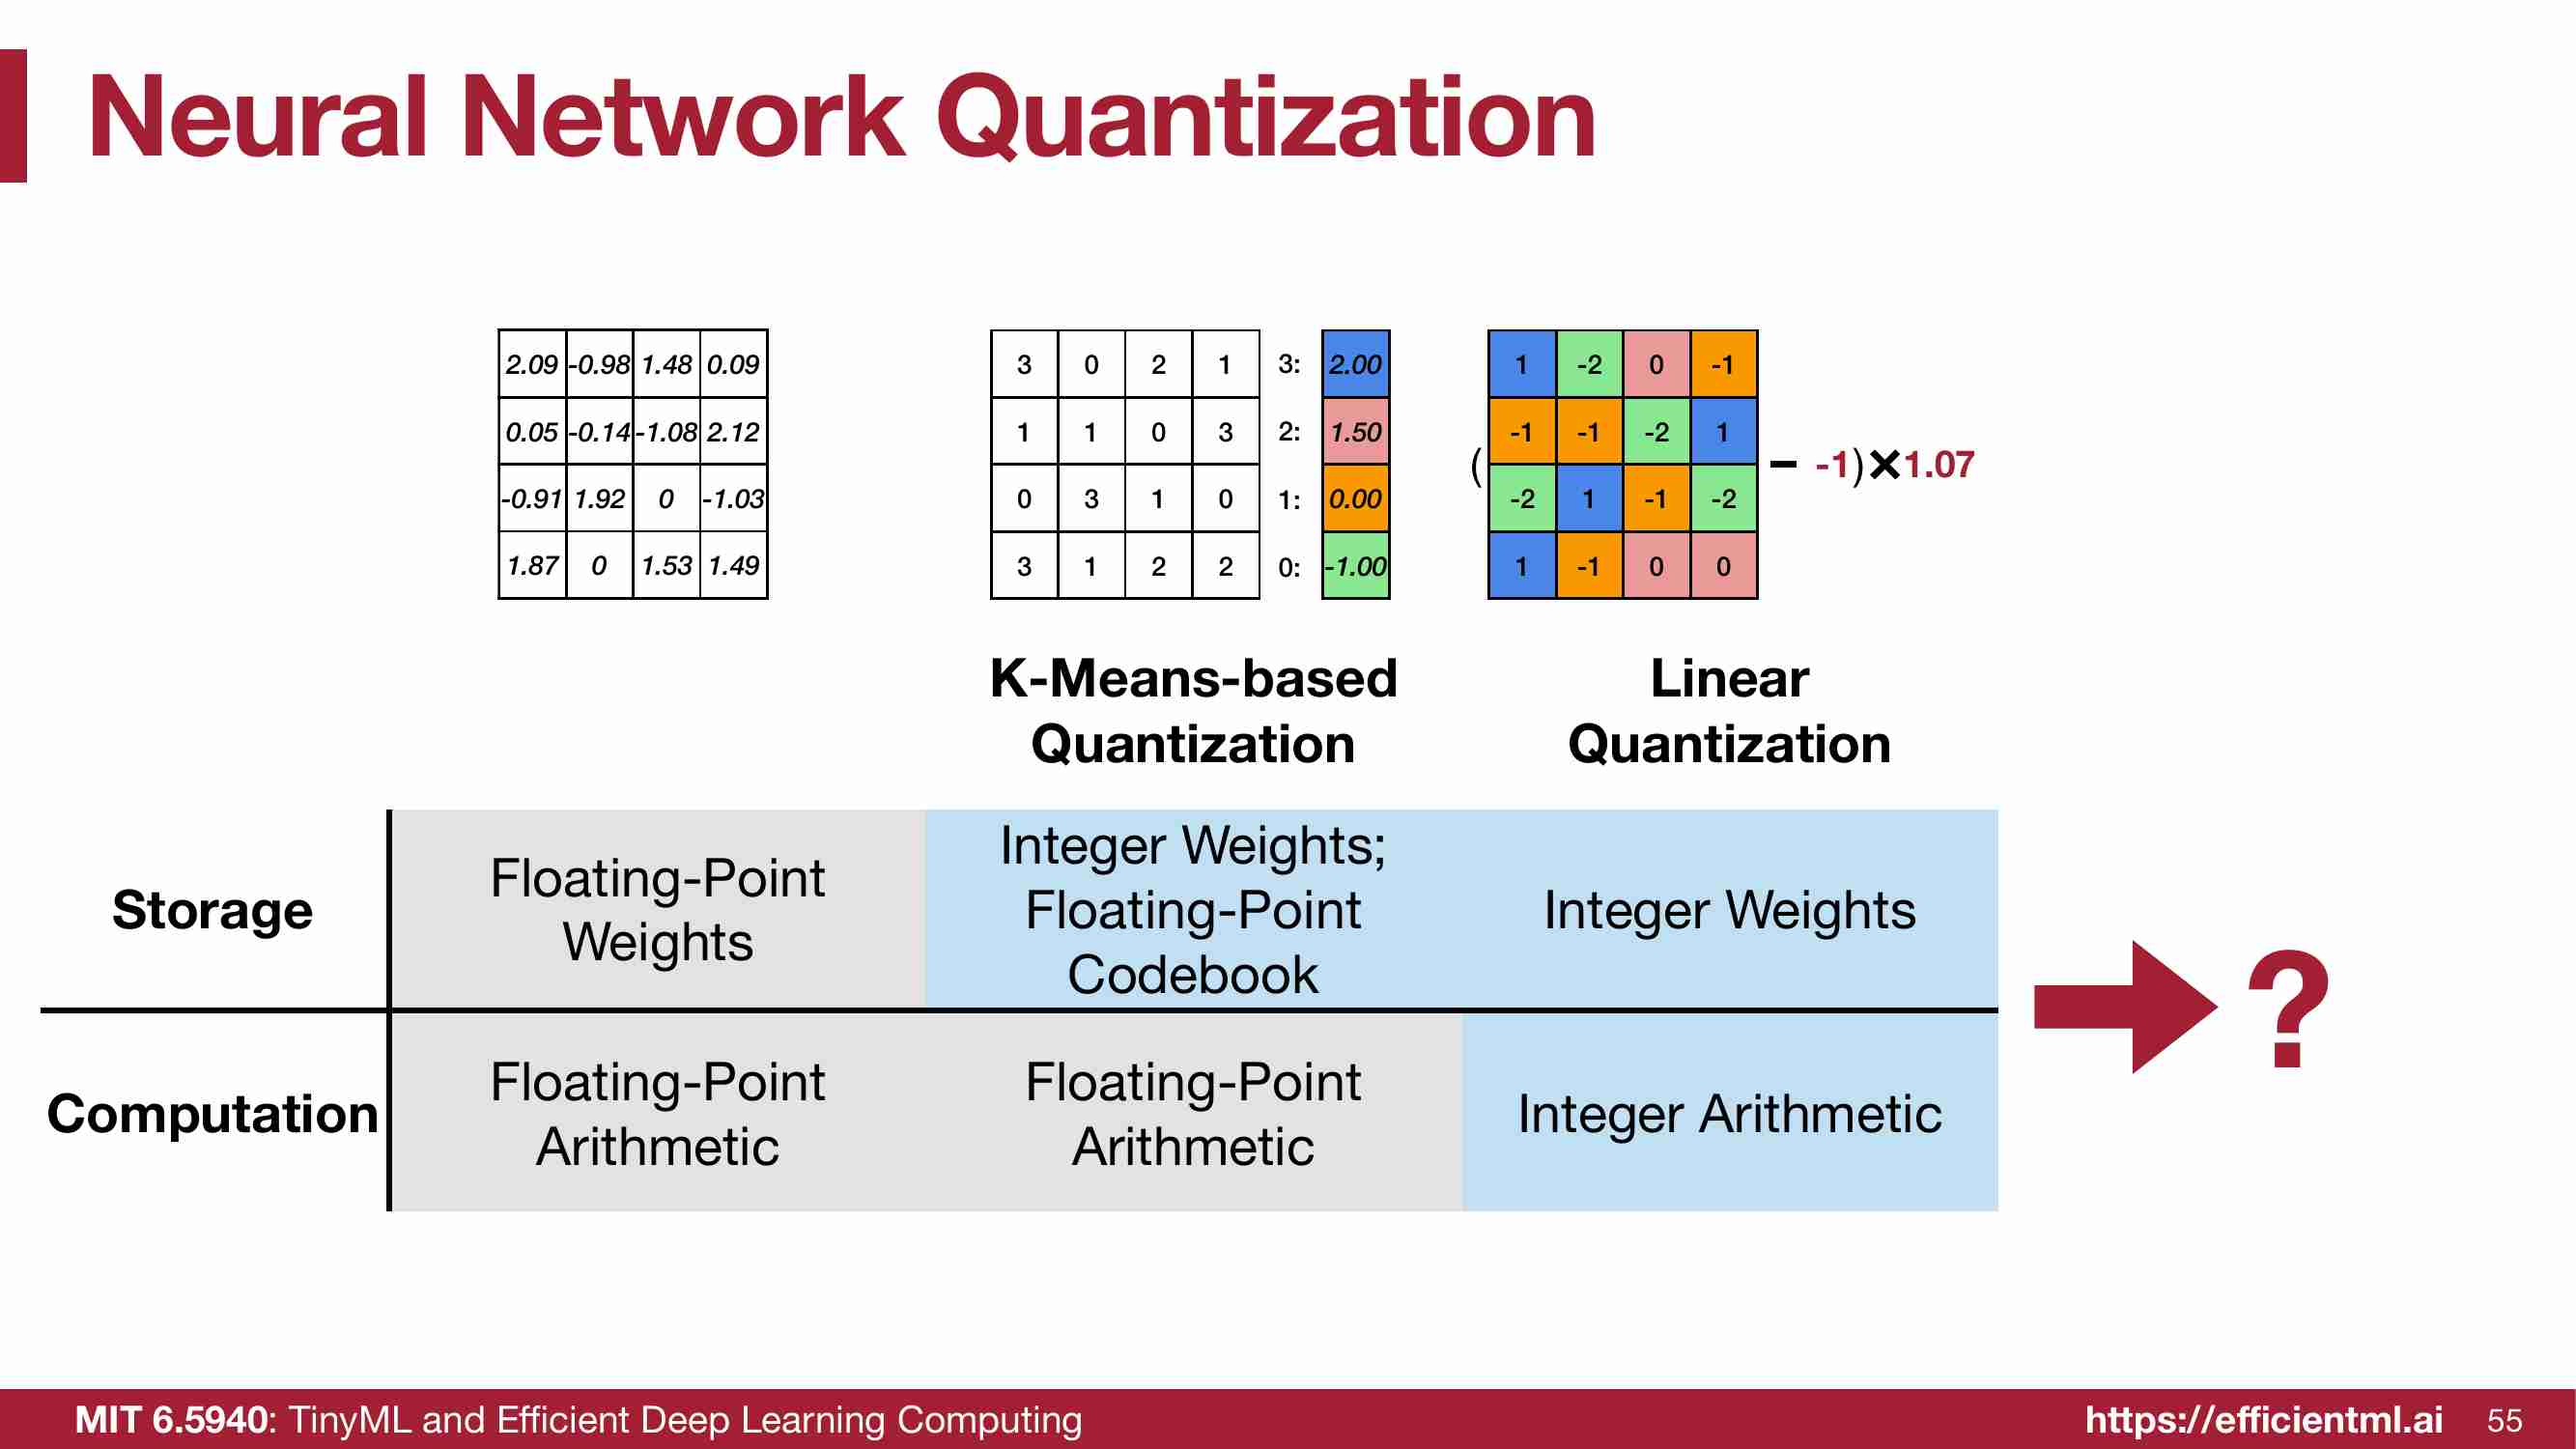 Neural Network Quantization
2.09 -0.98 1.48 0.09
0.05 -0.14 -1.08 2.12
-0.91 1.92 0 -1.03
1.87 0 1.53 1.49
3 0 2 1 3: 2.00
1 1 0 3 2: 1.50
0 3 1 0 1: 0.00
3 1 2 2 0: -1.00
1 -2 0 -1
-1 -1 -2 1
( − -1)×1.07
-2 1 -1 -2
1 -1 0 0
K-Means-based
Quantization
Linear
Quantization
Storage
Floating-Point
Weights
Integer Weights;
Floating-Point
Codebook
Integer Weights
Computation
Floating-Point
Arithmetic
Floating-Point
Arithmetic
Integer Arithmetic
?
MIT 6.5940: TinyML and Efficient Deep Learning Computing
https://efficientml.ai 55